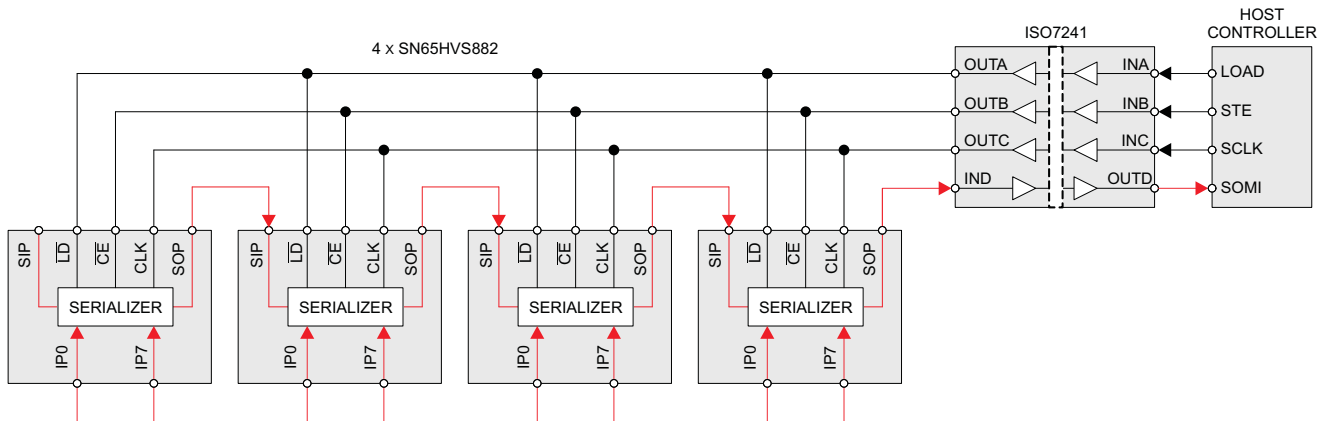 HOST
CONTROLLER
ISO7241
4 x SN65HVS882
OUTA INA LOAD
OUTB INB STE
OUTC INC SCLK
IND OUTD SOMI
SIP LD CE CLK SOP SIP LD CE CLK SOP SIP LD CE CLK SOP SIP LD CE CLK SOP
SERIALIZER SERIALIZER SERIALIZER SERIALIZER
IP0 IP7 IP0 IP7 IP0 IP7 IP0 IP7